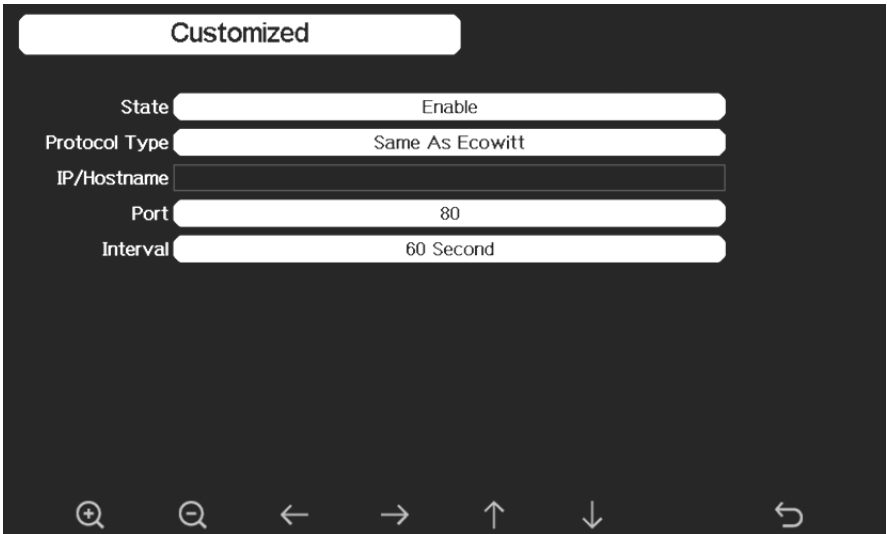 Customized
State Enable
Protocol Type Same As Ecowitt
IP/Hostname
Port 80
Interval 60 Second